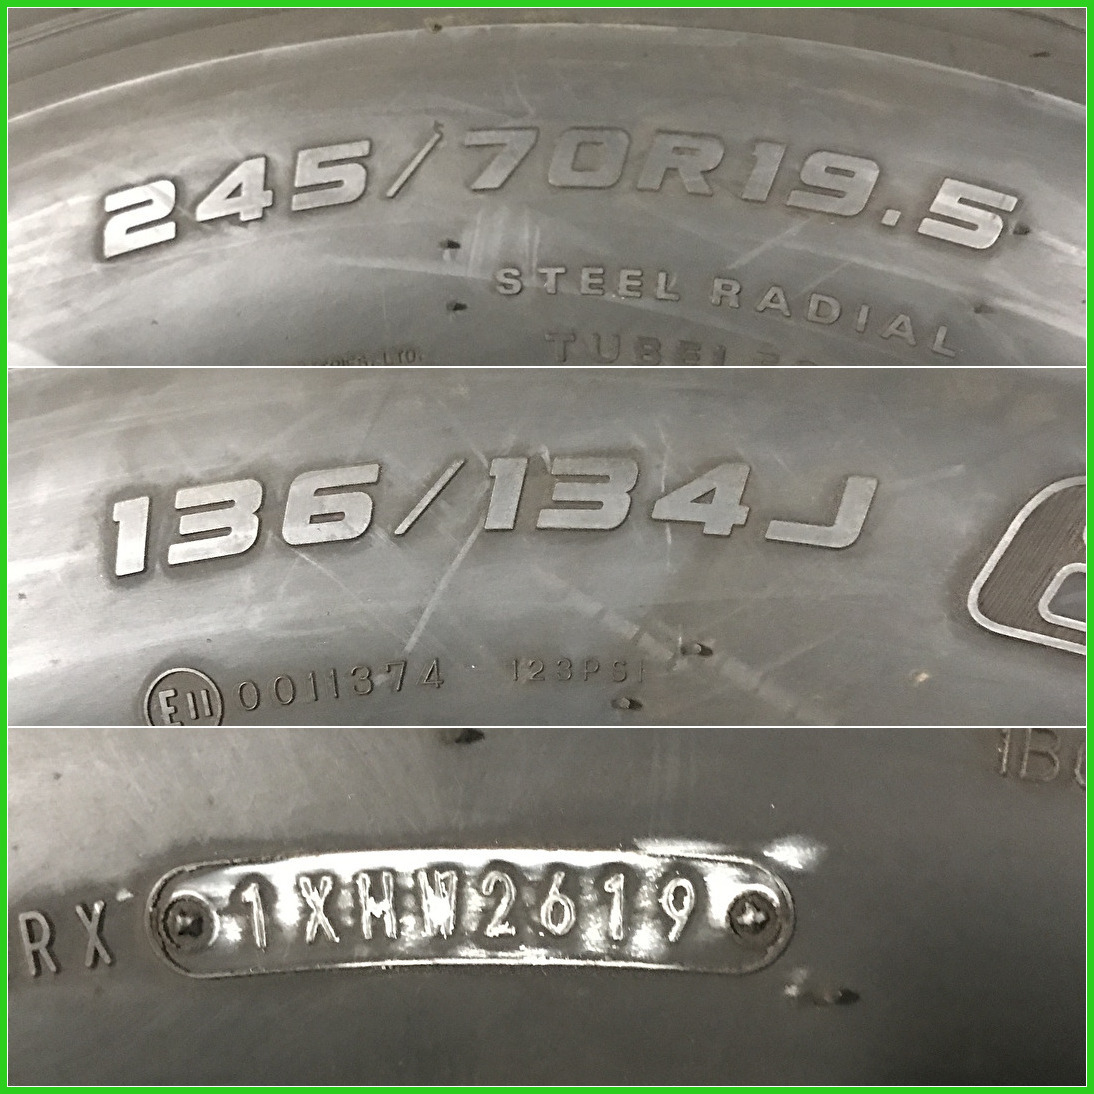 245/70R19.5
STEEL RADIAL
136/134J
E11 0011374 123PSI
RX 1XHW2619